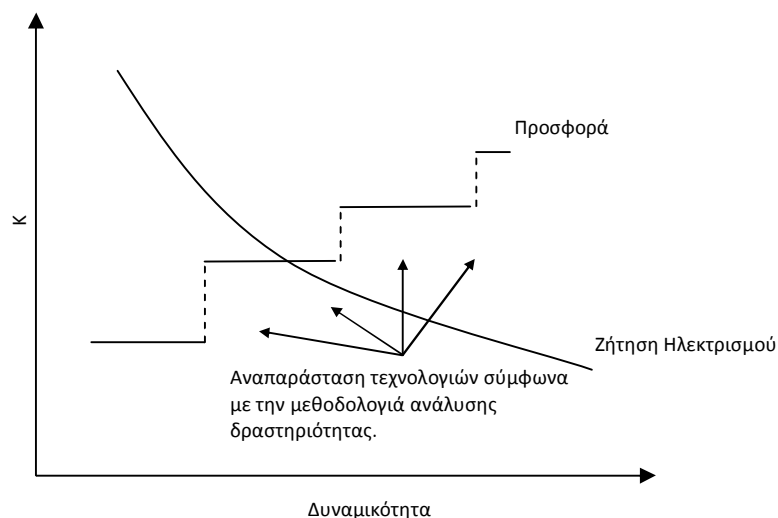 Προσφορά
Κ
Ζήτηση Ηλεκτρισμού
Αναπαράσταση τεχνολογιών σύμφωνα
με την μεθοδολογιά ανάλυσης
δραστηριότητας.
Δυναμικότητα